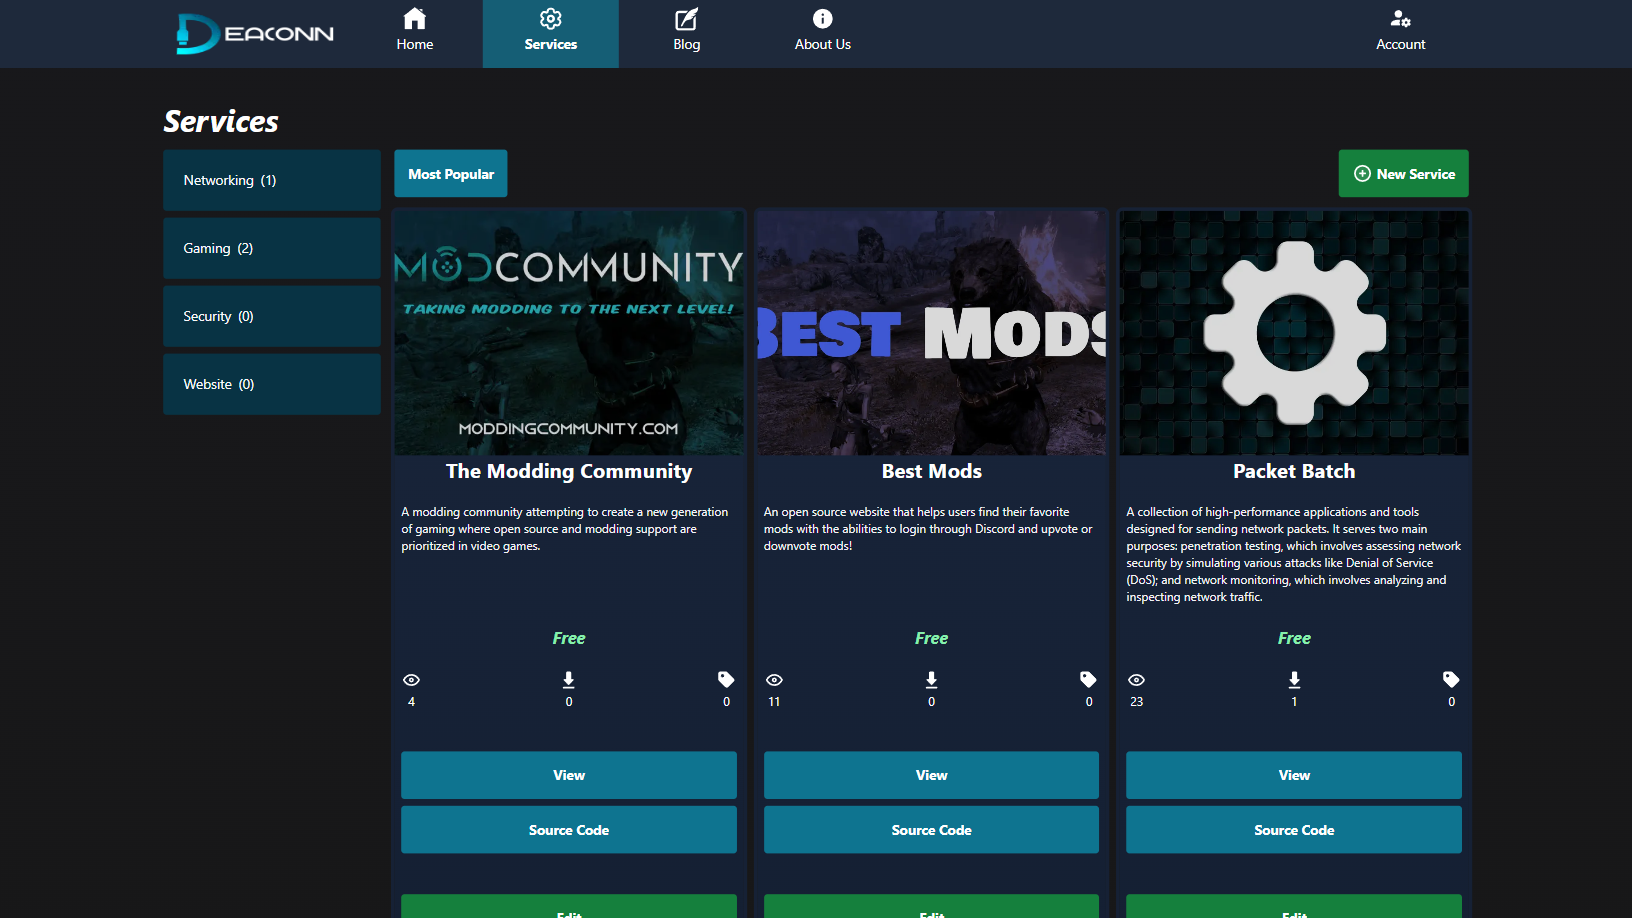 DEACONN
Home
Services
Blog
About Us
Account
Services
Networking (1)
Gaming (2)
Security (0)
Website (0)
Most Popular
New Service
MODCOMMUNITY
TAKING MODDING TO THE NEXT LEVEL!
MODDINGCOMMUNITY.COM
The Modding Community
A modding community attempting to create a new generation
of gaming where open source and modding support are
prioritized in video games.
Free
4
0
0
View
Source Code
Edit
BEST MODS
Best Mods
An open source website that helps users find their favorite
mods with the abilities to login through Discord and upvote or
downvote mods!
Free
11
0
0
View
Source Code
Edit
Packet Batch
A collection of high-performance applications and tools
designed for sending network packets. It serves two main
purposes: penetration testing, which involves assessing network
security by simulating various attacks like Denial of Service
(DoS); and network monitoring, which involves analyzing and
inspecting network traffic.
Free
23
1
0
View
Source Code
Edit